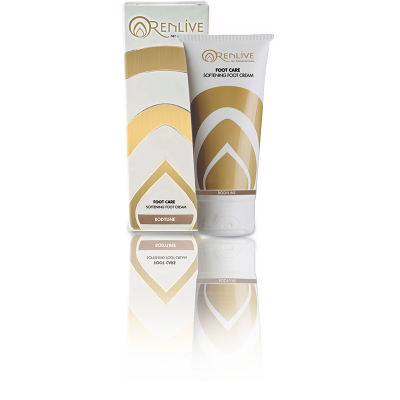 RENLIVE
FOOT CARE
SOFTENING FOOT CREAM
BODYLINE
RENLIVE
FOOT CARE
SOFTENING FOOT CREAM
BODYLINE